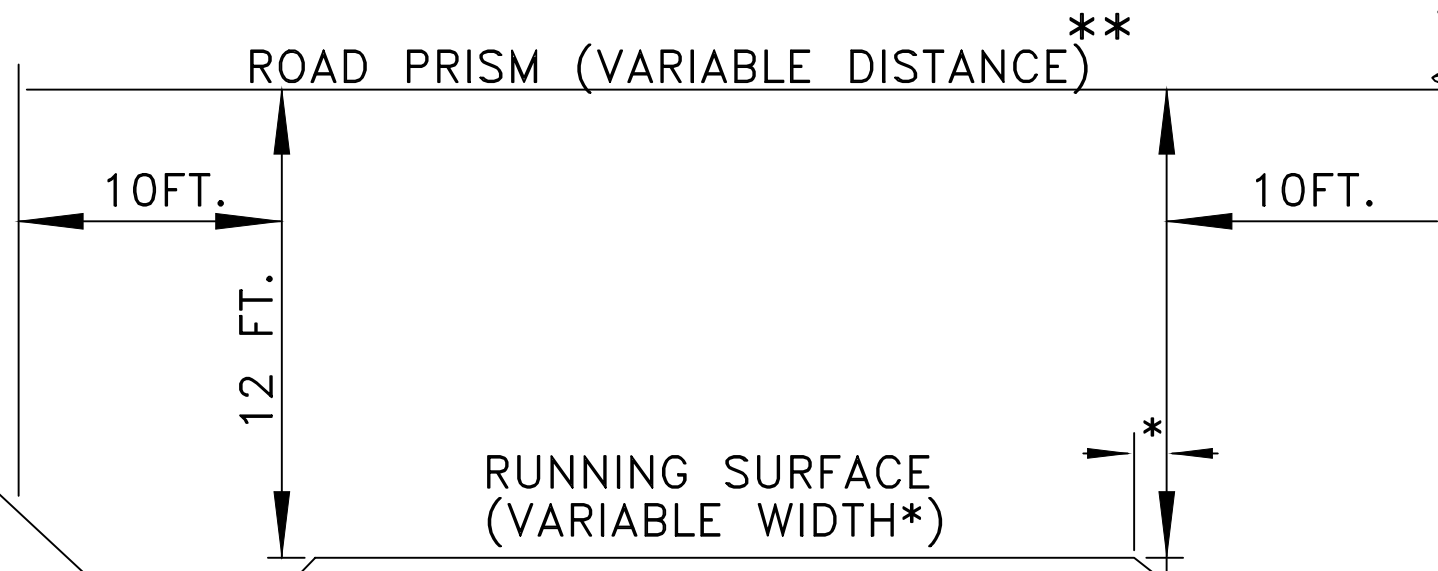 **
ROAD PRISM (VARIABLE DISTANCE)
10FT.
10FT.
12 FT.
*
RUNNING SURFACE
(VARIABLE WIDTH*)